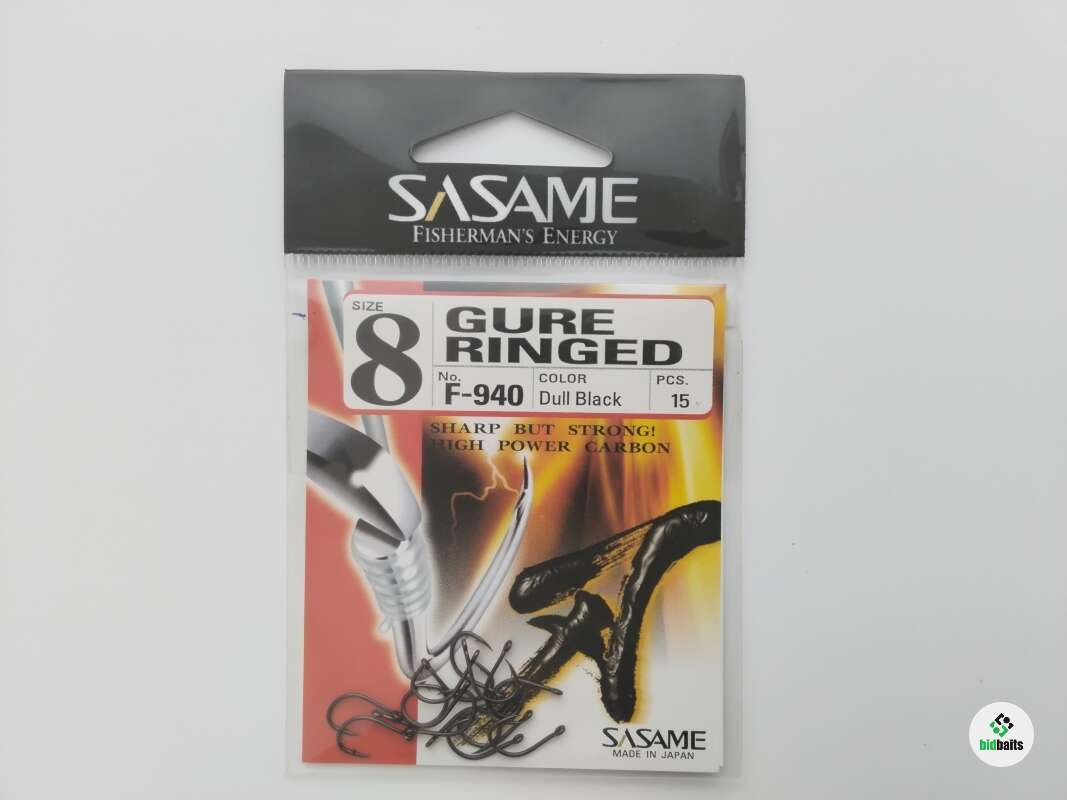 SASAME
FISHERMAN'S ENERGY
SIZE
8
GURE
RINGED
No.
F-940
COLOR
Dull Black
PCS.
15
SHARP BUT STRONG!
HIGH POWER CARBON
SASAME
MADE IN JAPAN
bidbaits